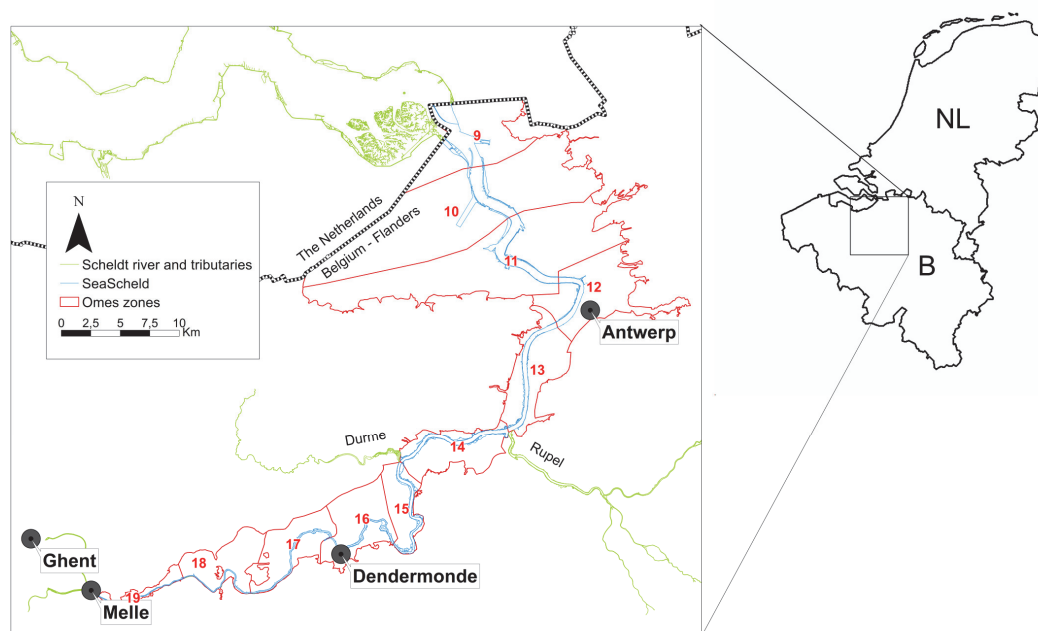 9
10
The Netherlands
Belgium - Flanders
11
12
Antwerp
13
14
Durme
Rupel
15
16
17
18
19
Ghent
Melle
Dendermonde
N
Scheldt river and tributaries
SeaScheld
Omes zones
0 2,5 5 7,5 10
Km
NL
B